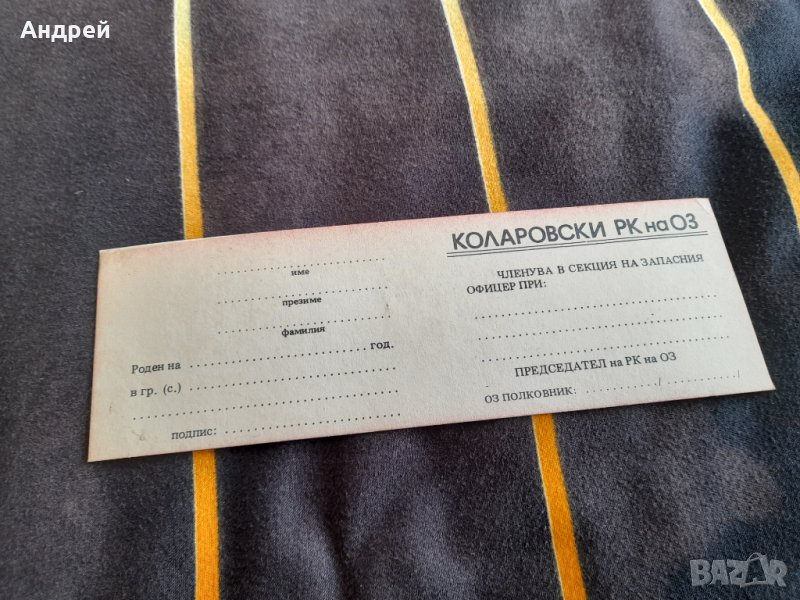 Андрей
име
презиме
фамилия
Роден на год.
в гр. (с.)
подпис:
КОЛАРОВСКИ РК на ОЗ
ЧЛЕНУВА В СЕКЦИЯ НА ЗАПАСНИЯ
ОФИЦЕР ПРИ:
ПРЕДСЕДАТЕЛ на РК на ОЗ
ОЗ ПОЛКОВНИК: / /
BAZAR